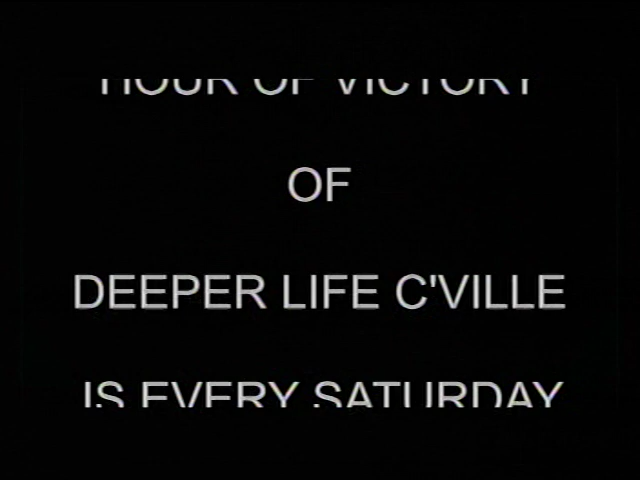 HOUR OF VICTORY
OF
DEEPER LIFE C'VILLE
IS EVERY SATURDAY